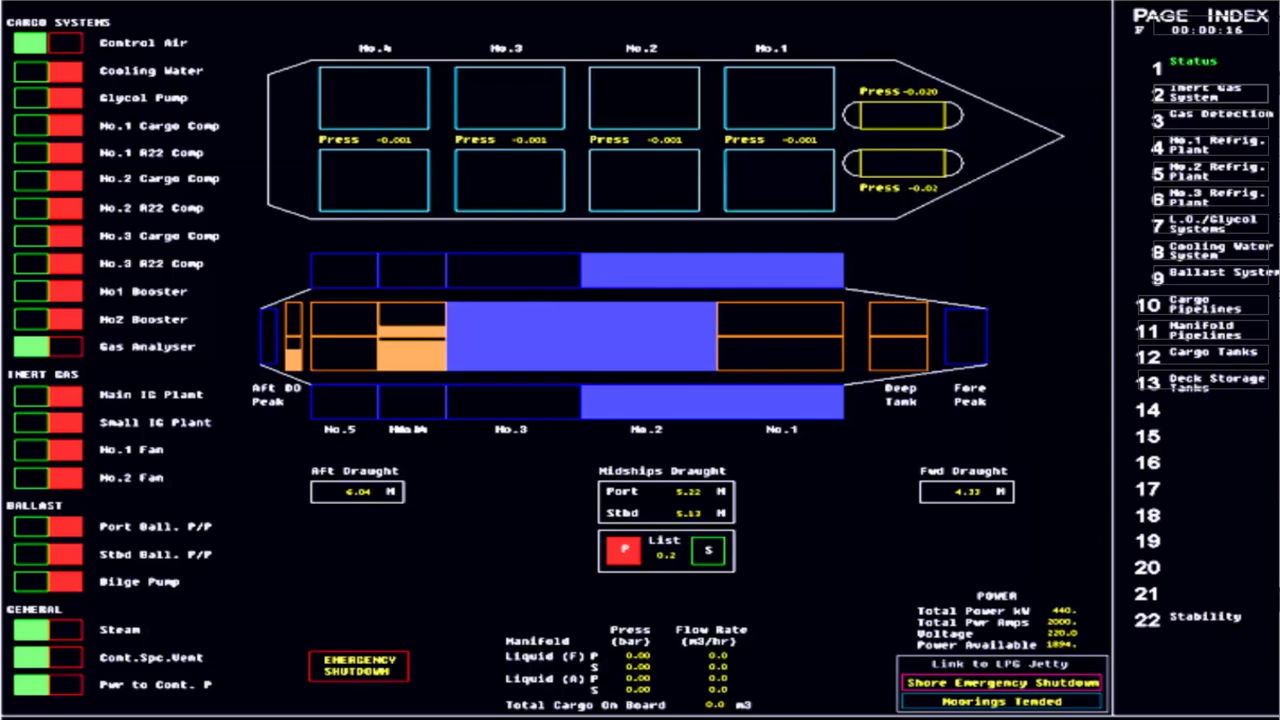 CARGO SYSTEMS
Control Air
Cooling Water
Glycol Pump
No.1 Cargo Comp
No.1 R22 Comp
No.2 Cargo Comp
No.2 R22 Comp
No.3 Cargo Comp
No.3 R22 Comp
No1 Booster
No2 Booster
Gas Analyser
INERT GAS
Main IG Plant
Small IG Plant
No.1 Fan
No.2 Fan
BALLAST
Port Ball. P/P
Stbd Ball. P/P
Bilge Pump
GENERAL
Steam
Cont.Spc.Vent
Pwr to Cont. P
No.4 No.3 No.2 No.1
Press -0.020
Press -0.001 Press -0.001 Press -0.001 Press -0.001
Press -0.02
Aft DO Deep Fore
Peak Tank Peak
No.5 No.3 No.2 No.1
Aft Draught
6.04 M
Midships Draught
Port 5.22 M
Stbd 5.13 M
P List S
0.2
Fwd Draught
4.33 M
EMERGENCY
SHUTDOWN
Press Flow Rate
Manifold (bar) (m3/hr)
Liquid (F) P 0.00 0.0
S 0.00 0.0
Liquid (A) P 0.00 0.0
S 0.00 0.0
Total Cargo On Board 0.0 m3
POWER
Total Power kW 440.
Total Pwr Amps 2000.
Voltage 220.0
Power Available 1894.
Link to LPG Jetty
Shore Emergency Shutdown
Moorings Tended
PAGE INDEX
F 00:00:16
1 Status
2 Inert Gas
System
3 Gas Detection
4 No.1 Refrig.
Plant
5 No.2 Refrig.
Plant
6 No.3 Refrig.
Plant
7 L.O./Glycol
Systems
8 Cooling Water
System
9 Ballast System
10 Cargo
Pipelines
11 Manifold
Pipelines
12 Cargo Tanks
13 Deck Storage
Tanks
14
15
16
17
18
19
20
21
22 Stability